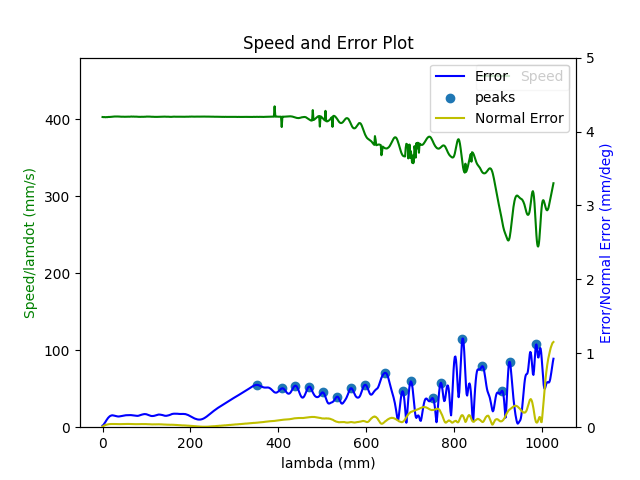 Speed and Error Plot
Speed/lamdot (mm/s)
400
300
200
100
0
Error
Speed
peaks
Normal Error
5
4
3
2
1
0
Error/Normal Error (mm/deg)
0 200 400 600 800 1000
lambda (mm)